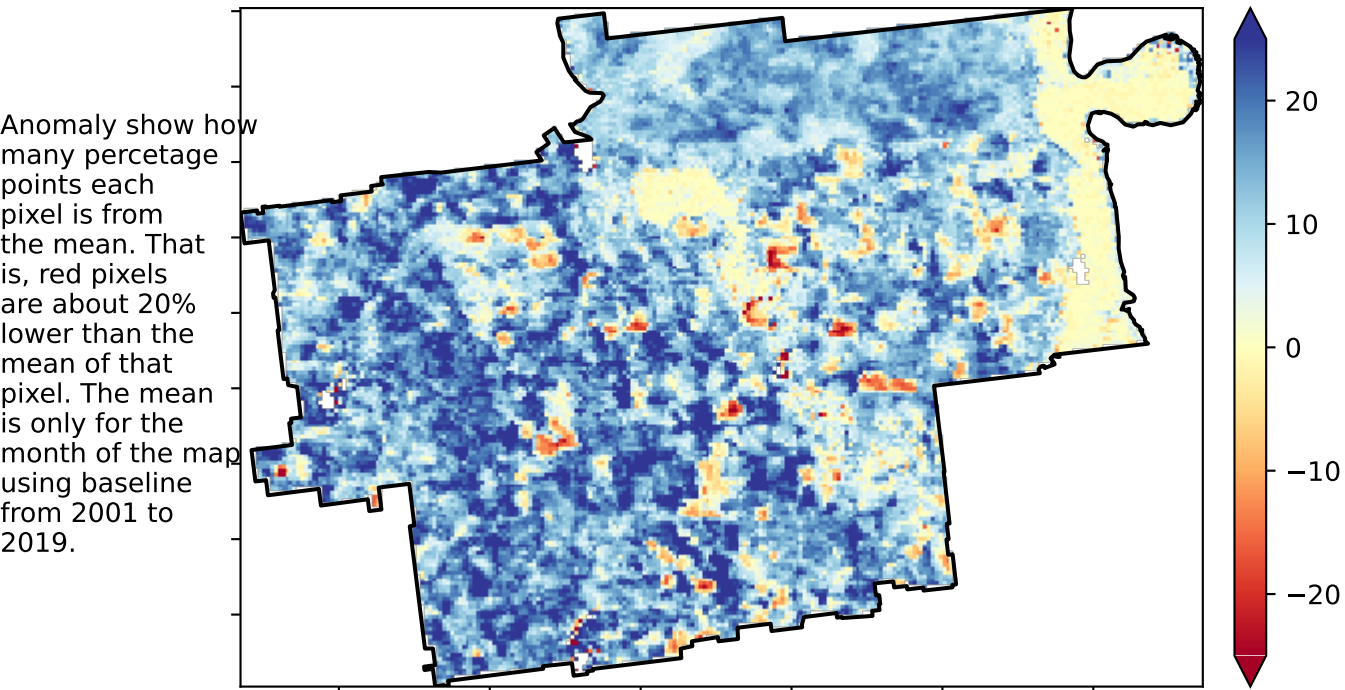 Anomaly show how
many percetage
points each
pixel is from
the mean. That
is, red pixels
are about 20%
lower than the
mean of that
pixel. The mean
is only for the
month of the map
using baseline
from 2001 to
2019.
20
10
0
−10
−20